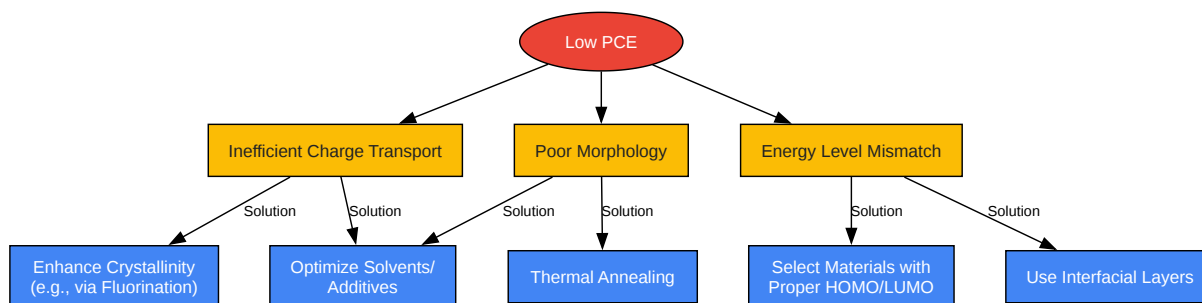 Low PCE
Inefficient Charge Transport
Poor Morphology
Energy Level Mismatch
Solution
Solution
Solution
Solution
Solution
Solution
Enhance Crystallinity
(e.g., via Fluorination)
Optimize Solvents/
Additives
Thermal Annealing
Select Materials with
Proper HOMO/LUMO
Use Interfacial Layers